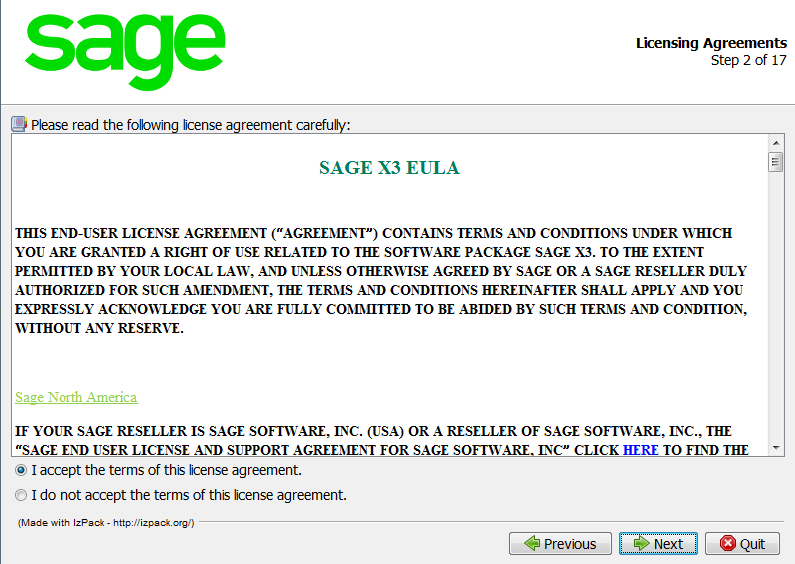 sage
Licensing Agreements
Step 2 of 17
Please read the following license agreement carefully:
SAGE X3 EULA
THIS END-USER LICENSE AGREEMENT ("AGREEMENT") CONTAINS TERMS AND CONDITIONS UNDER WHICH
YOU ARE GRANTED A RIGHT OF USE RELATED TO THE SOFTWARE PACKAGE SAGE X3. TO THE EXTENT
PERMITTED BY YOUR LOCAL LAW, AND UNLESS OTHERWISE AGREED BY SAGE OR A SAGE RESELLER DULY
AUTHORIZED FOR SUCH AMENDMENT, THE TERMS AND CONDITIONS HEREINAFTER SHALL APPLY AND YOU
EXPRESSLY ACKNOWLEDGE YOU ARE FULLY COMMITTED TO BE ABIDED BY SUCH TERMS AND CONDITION,
WITHOUT ANY RESERVE.
Sage North America
IF YOUR SAGE RESELLER IS SAGE SOFTWARE, INC. (USA) OR A RESELLER OF SAGE SOFTWARE, INC., THE
"SAGE END USER LICENSE AND SUPPORT AGREEMENT FOR SAGE SOFTWARE, INC" CLICK HERE TO FIND THE
I accept the terms of this license agreement.
I do not accept the terms of this license agreement.
(Made with IzPack - http://izpack.org/)
Previous
Next
Quit